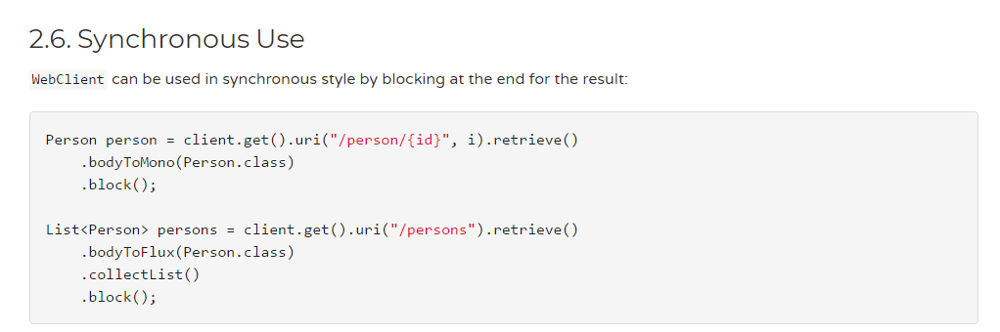 2.6. Synchronous Use
WebClient can be used in synchronous style by blocking at the end for the result:
Person person = client.get().uri("/person/{id}", i).retrieve()
    .bodyToMono(Person.class)
    .block();
List<Person> persons = client.get().uri("/persons").retrieve()
    .bodyToFlux(Person.class)
    .collectList()
    .block();